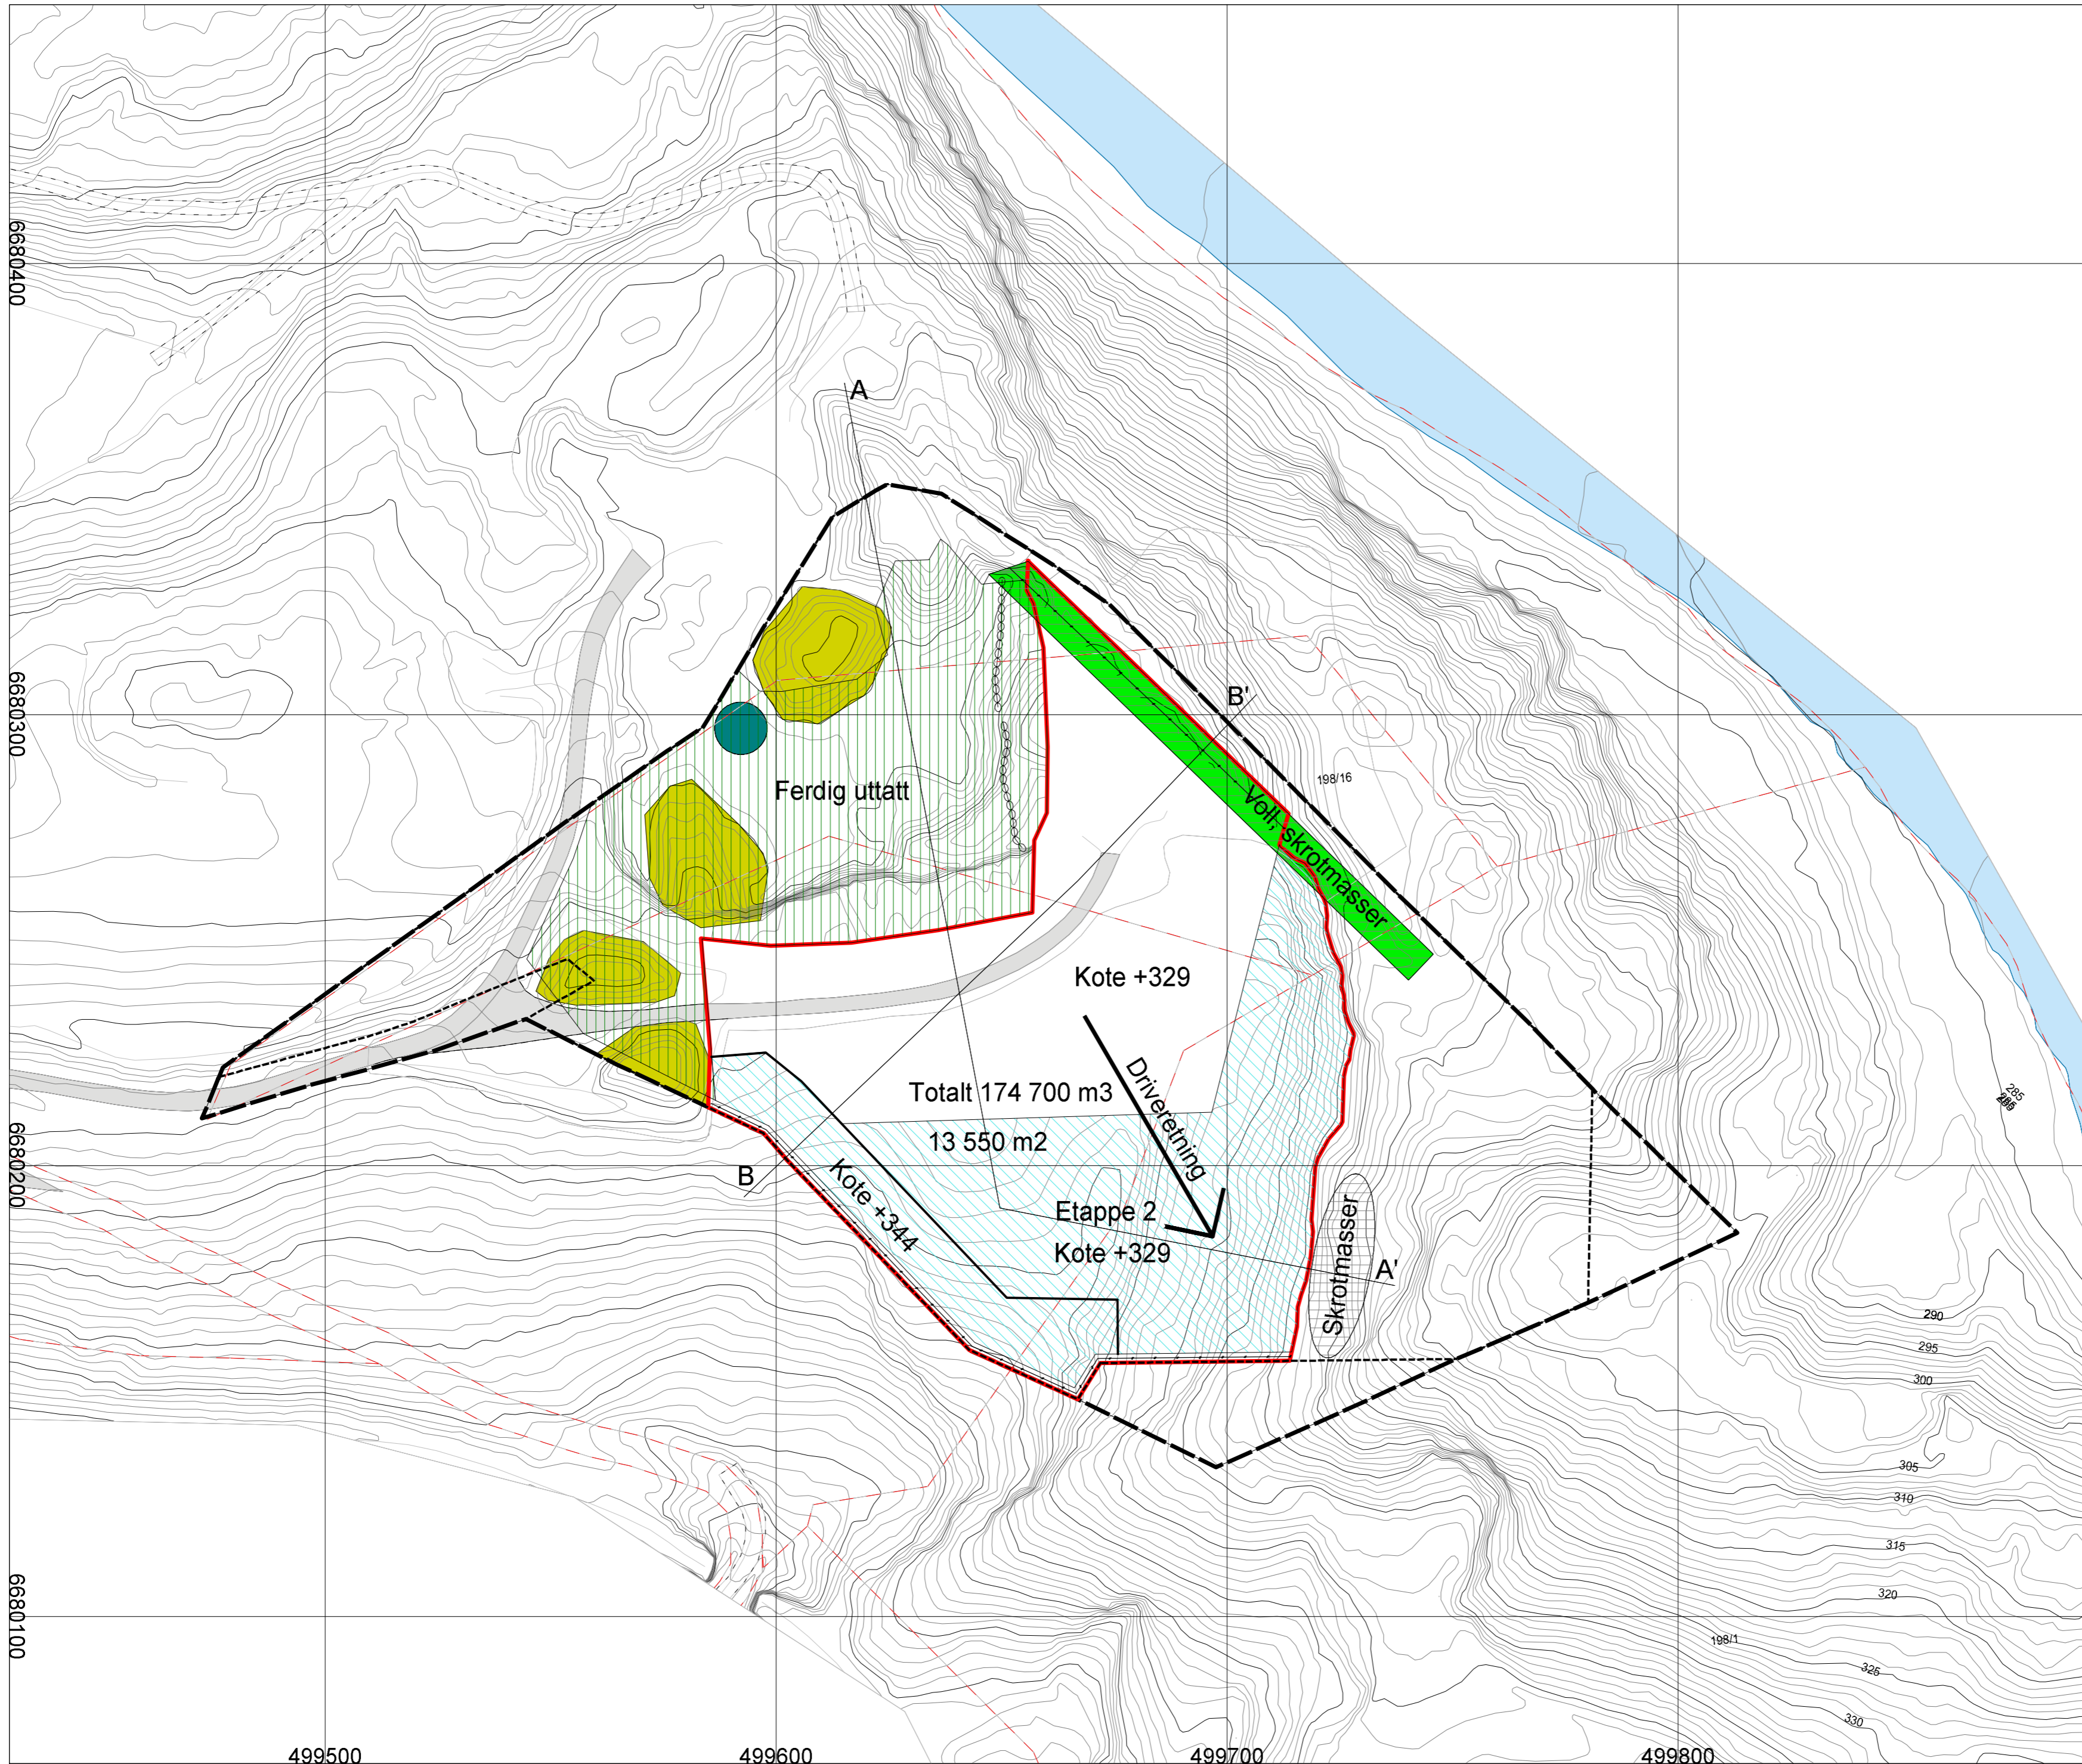 6680400
A
B'
6680300
198/16
Ferdig uttatt
Voll, skrotmasser
Kote +329
Driveretning
Totalt 174 700 m3
13 550 m2
285
290
B
6680200
Kote +344
Etappe 2
Kote +329
Skrotmasser
A'
290
295
300
305
310
315
320
6680100
198/1
325
330
499500
499600
499700
499800